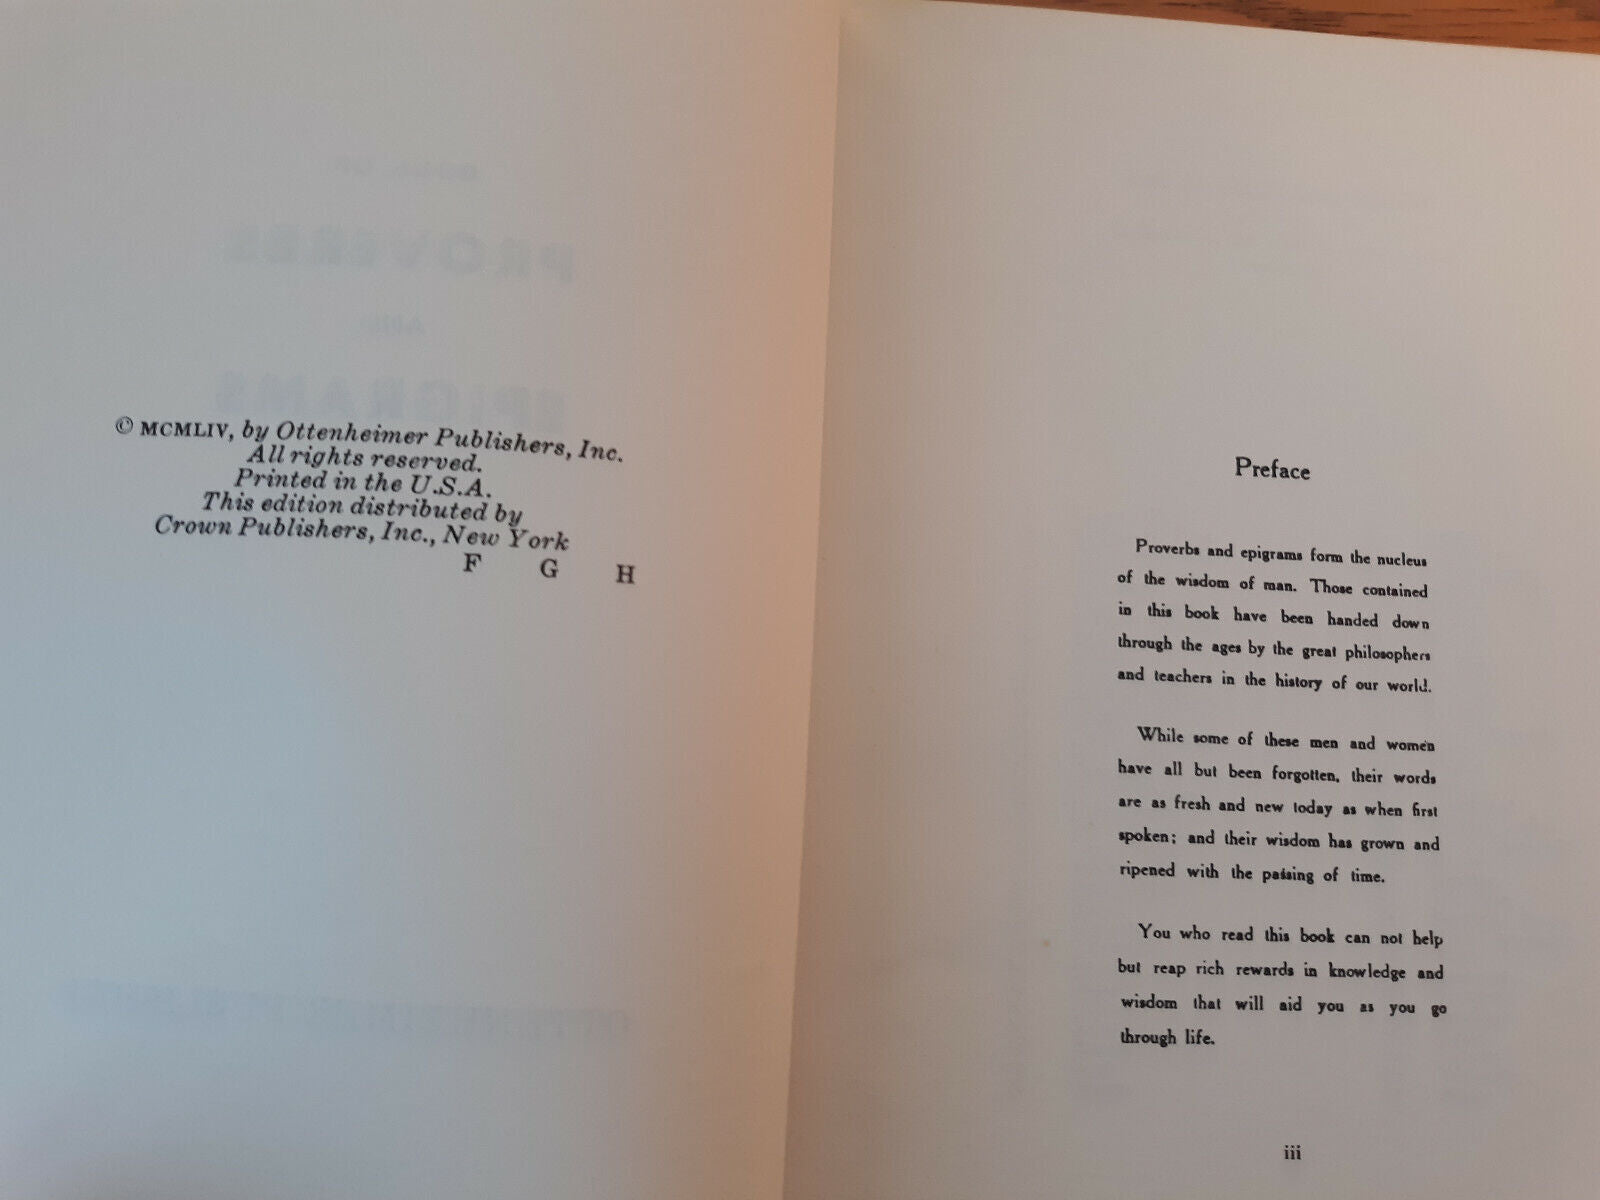 © MCMLIV, by Ottenheimer Publishers, Inc.
All rights reserved.
Printed in the U.S.A.
This edition distributed by
Crown Publishers, Inc., New York
F G H
PROVERBS
AND
EPIGRAMS
Preface
Proverbs and epigrams form the nucleus
of the wisdom of man. Those contained
in this book have been handed down
through the ages by the great philosophers
and teachers in the history of our world.
While some of these men and women
have all but been forgotten, their words
are as fresh and new today as when first
spoken; and their wisdom has grown and
ripened with the passing of time.
You who read this book can not help
but reap rich rewards in knowledge and
wisdom that will aid you as you go
through life.
iii